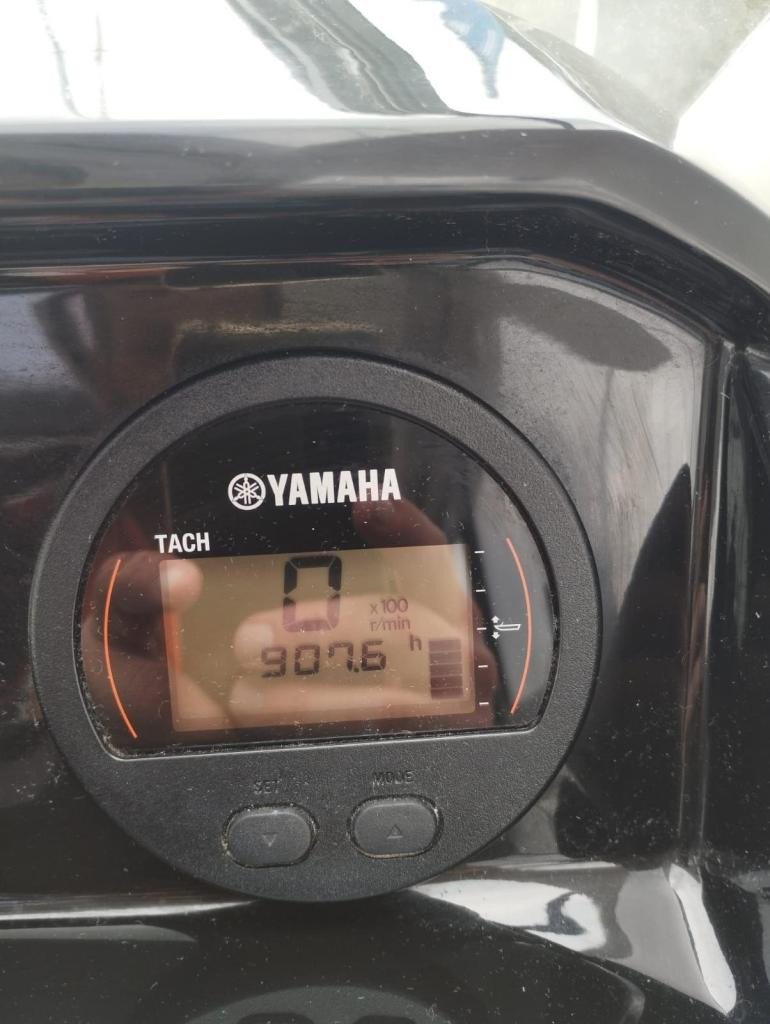 YAMAHA
TACH
0
x100
r/min
907.6 h
SET MODE